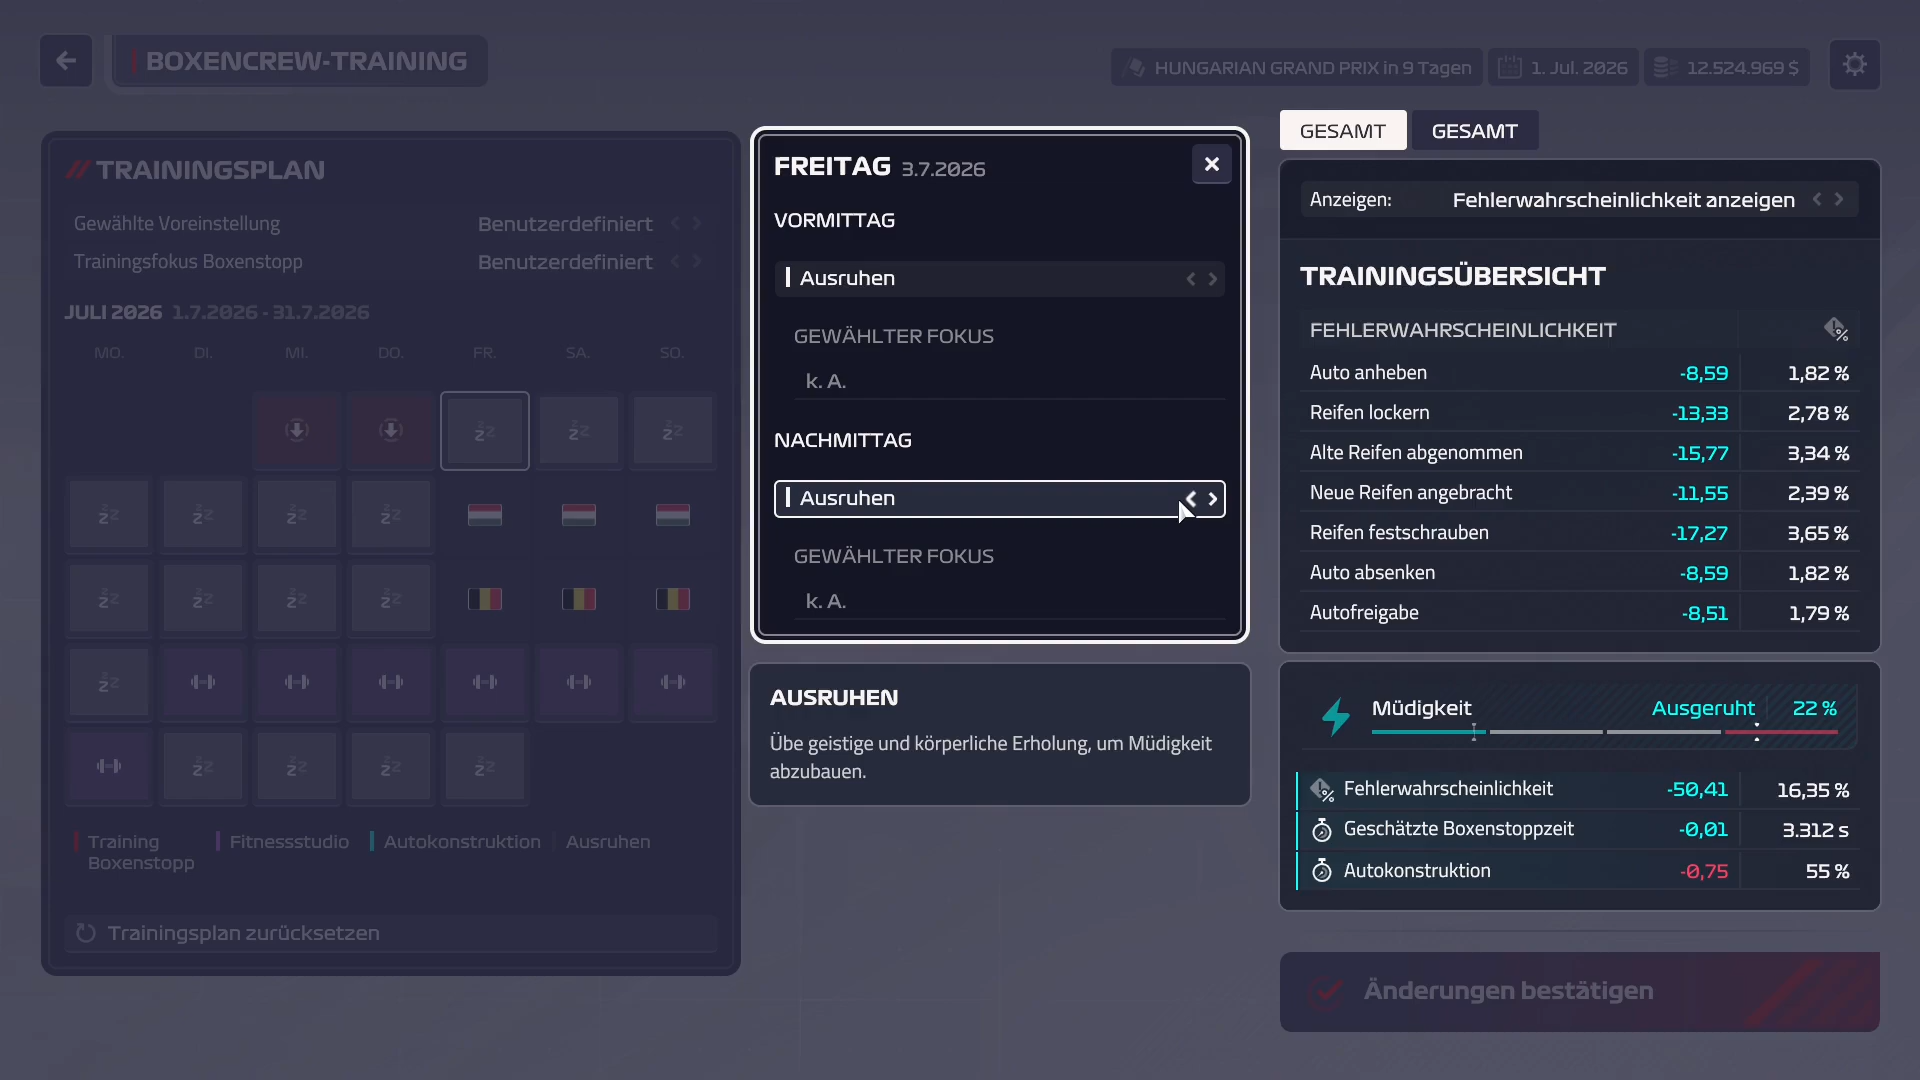 BOXENCREW-TRAINING
HUNGARIAN GRAND PRIX in 9 Tagen
1. Jul. 2026
12.524.969 $
TRAININGSPLAN
Gewählte Voreinstellung Benutzerdefiniert
Trainingsfokus Boxenstopp Benutzerdefiniert
JULI 2026 1.7.2026 - 31.7.2026
MO. DI. MI. DO. FR. SA. SO.
Training Boxenstopp
Fitnessstudio
Autokonstruktion
Ausruhen
Trainingsplan zurücksetzen
FREITAG 3.7.2026
VORMITTAG
Ausruhen
GEWÄHLTER FOKUS
k. A.
NACHMITTAG
Ausruhen
GEWÄHLTER FOKUS
k. A.
AUSRUHEN
Übe geistige und körperliche Erholung, um Müdigkeit
abzubauen.
GESAMT GESAMT
Anzeigen: Fehlerwahrscheinlichkeit anzeigen
TRAININGSÜBERSICHT
FEHLERWAHRSCHEINLICHKEIT
Auto anheben -8,59 1,82 %
Reifen lockern -13,33 2,78 %
Alte Reifen abgenommen -15,77 3,34 %
Neue Reifen angebracht -11,55 2,39 %
Reifen festschrauben -17,27 3,65 %
Auto absenken -8,59 1,82 %
Autofreigabe -8,51 1,79 %
Müdigkeit Ausgeruht 22 %
Fehlerwahrscheinlichkeit -50,41 16,35 %
Geschätzte Boxenstoppzeit -0,01 3.312 s
Autokonstruktion -0,75 55 %
Änderungen bestätigen